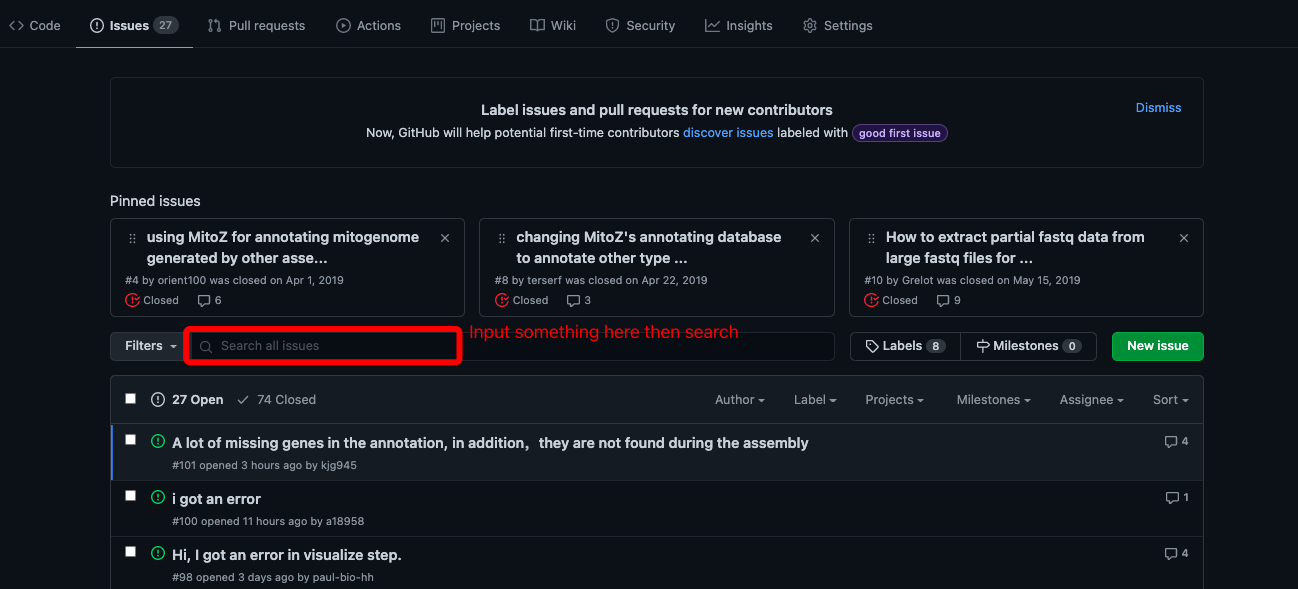 Code Issues 27 Pull requests Actions Projects Wiki Security Insights Settings
Label issues and pull requests for new contributors
Dismiss
Now, GitHub will help potential first-time contributors discover issues labeled with good first issue
Pinned issues
using MitoZ for annotating mitogenome
generated by other asse...
#4 by orient100 was closed on Apr 1, 2019
Closed 6
changing MitoZ's annotating database
to annotate other type ...
#8 by terserf was closed on Apr 22, 2019
Closed 3
How to extract partial fastq data from
large fastq files for ...
#10 by Grelot was closed on May 15, 2019
Closed 9
Input something here then search
Filters Search all issues Labels 8 Milestones 0 New issue
27 Open 74 Closed Author Label Projects Milestones Assignee Sort
A lot of missing genes in the annotation, in addition，they are not found during the assembly 4
#101 opened 3 hours ago by kjg945
i got an error 1
#100 opened 11 hours ago by a18958
Hi, I got an error in visualize step. 4
#98 opened 3 days ago by paul-bio-hh